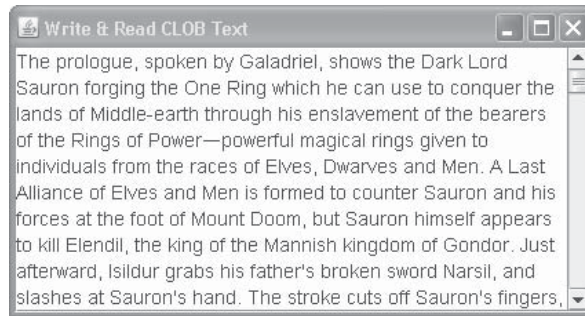 Write & Read CLOB Text
The prologue, spoken by Galadriel, shows the Dark Lord
Sauron forging the One Ring which he can use to conquer the
lands of Middle-earth through his enslavement of the bearers
of the Rings of Power—powerful magical rings given to
individuals from the races of Elves, Dwarves and Men. A Last
Alliance of Elves and Men is formed to counter Sauron and his
forces at the foot of Mount Doom, but Sauron himself appears
to kill Elendil, the king of the Mannish kingdom of Gondor. Just
afterward, Isildur grabs his father's broken sword Narsil, and
slashes at Sauron's hand. The stroke cuts off Sauron's fingers,